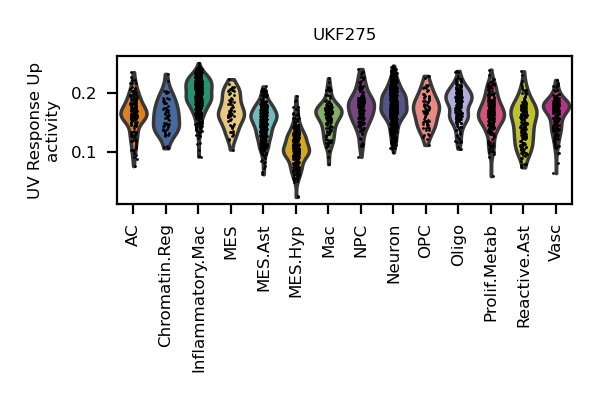 UKF275
UV Response Up
activity
0.2
0.1
AC
Chromatin.Reg
Inflammatory.Mac
MES
MES.Ast
MES.Hyp
Mac
NPC
Neuron
OPC
Oligo
Prolif.Metab
Reactive.Ast
Vasc